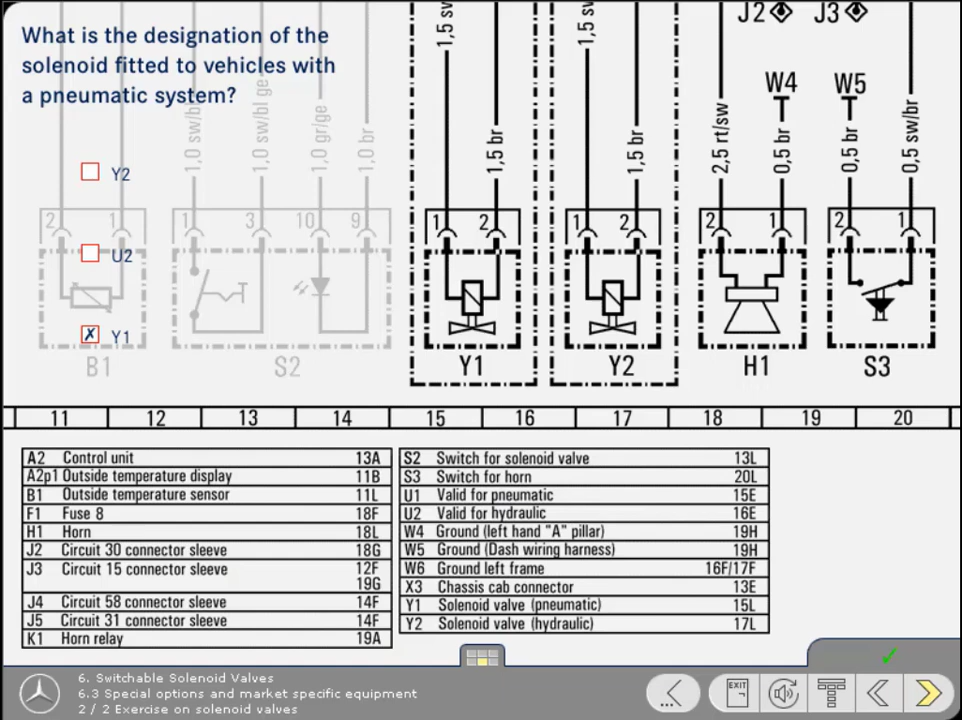 What is the designation of the
solenoid fitted to vehicles with
a pneumatic system?
Y2
U2
✗ Y1
1,0 sw/bl
1,0 sw/bl ge
1,0 gr/ge
1,0 br
1,5 sw
1,5 br
1,5 sw
1,5 br
2,5 rt/sw
0,5 br
0,5 br
0,5 sw/br
J2 J3
W4 W5
2 1 1 3 10 9 1 2 1 2 2 1 2 1
B1 S2 Y1 Y2 H1 S3
11 12 13 14 15 16 17 18 19 20
A2 Control unit 13A
A2p1 Outside temperature display 11B
B1 Outside temperature sensor 11L
F1 Fuse 8 18F
H1 Horn 18L
J2 Circuit 30 connector sleeve 18G
J3 Circuit 15 connector sleeve 12F
19G
J4 Circuit 58 connector sleeve 14F
J5 Circuit 31 connector sleeve 14F
K1 Horn relay 19A
S2 Switch for solenoid valve 13L
S3 Switch for horn 20L
U1 Valid for pneumatic 15E
U2 Valid for hydraulic 16E
W4 Ground (left hand "A" pillar) 19H
W5 Ground (Dash wiring harness) 19H
W6 Ground left frame 16F/17F
X3 Chassis cab connector 13E
Y1 Solenoid valve (pneumatic) 15L
Y2 Solenoid valve (hydraulic) 17L
6. Switchable Solenoid Valves
6.3 Special options and market specific equipment
2 / 2 Exercise on solenoid valves
EXIT